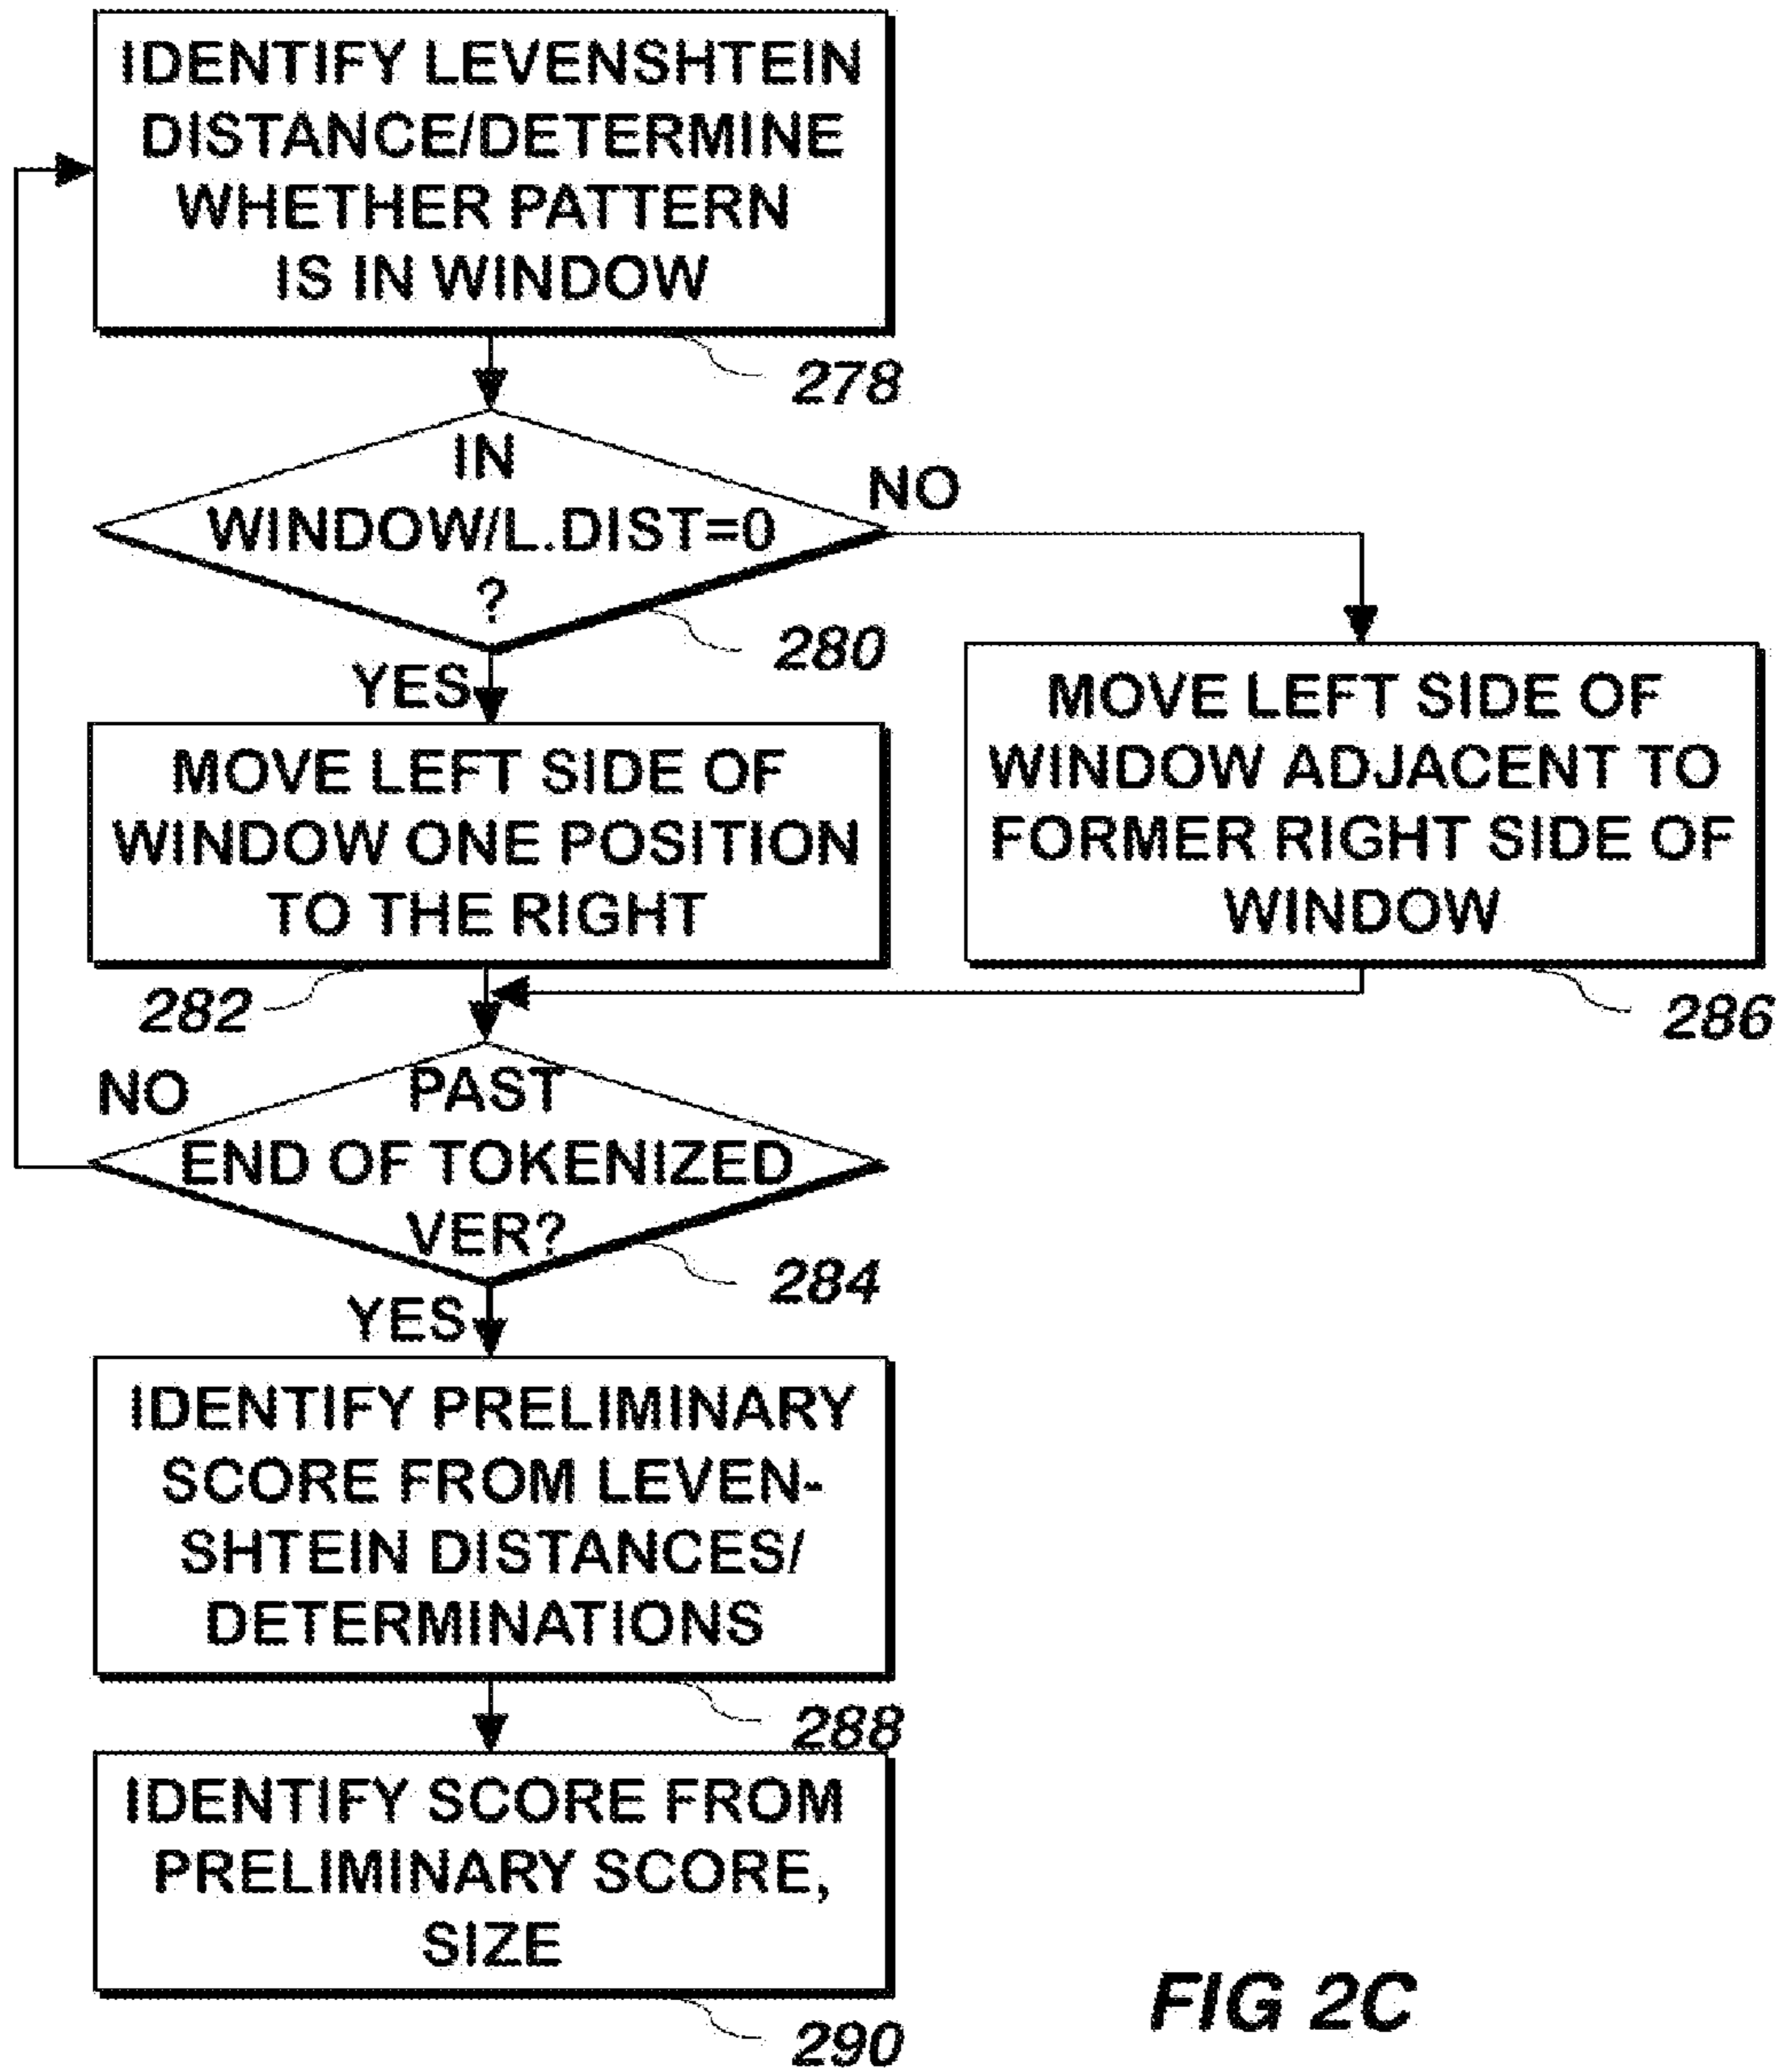 IDENTIFY LEVENSHTEIN
DISTANCE/DETERMINE
WHETHER PATTERN
IS IN WINDOW
278
IN
WINDOW/L.DIST=0
?
NO
280
YES
MOVE LEFT SIDE OF
WINDOW ONE POSITION
TO THE RIGHT
282
MOVE LEFT SIDE OF
WINDOW ADJACENT TO
FORMER RIGHT SIDE OF
WINDOW
286
NO
PAST
END OF TOKENIZED
VER?
284
YES
IDENTIFY PRELIMINARY
SCORE FROM LEVEN-
SHTEIN DISTANCES/
DETERMINATIONS
288
IDENTIFY SCORE FROM
PRELIMINARY SCORE,
SIZE
290
FIG 2C